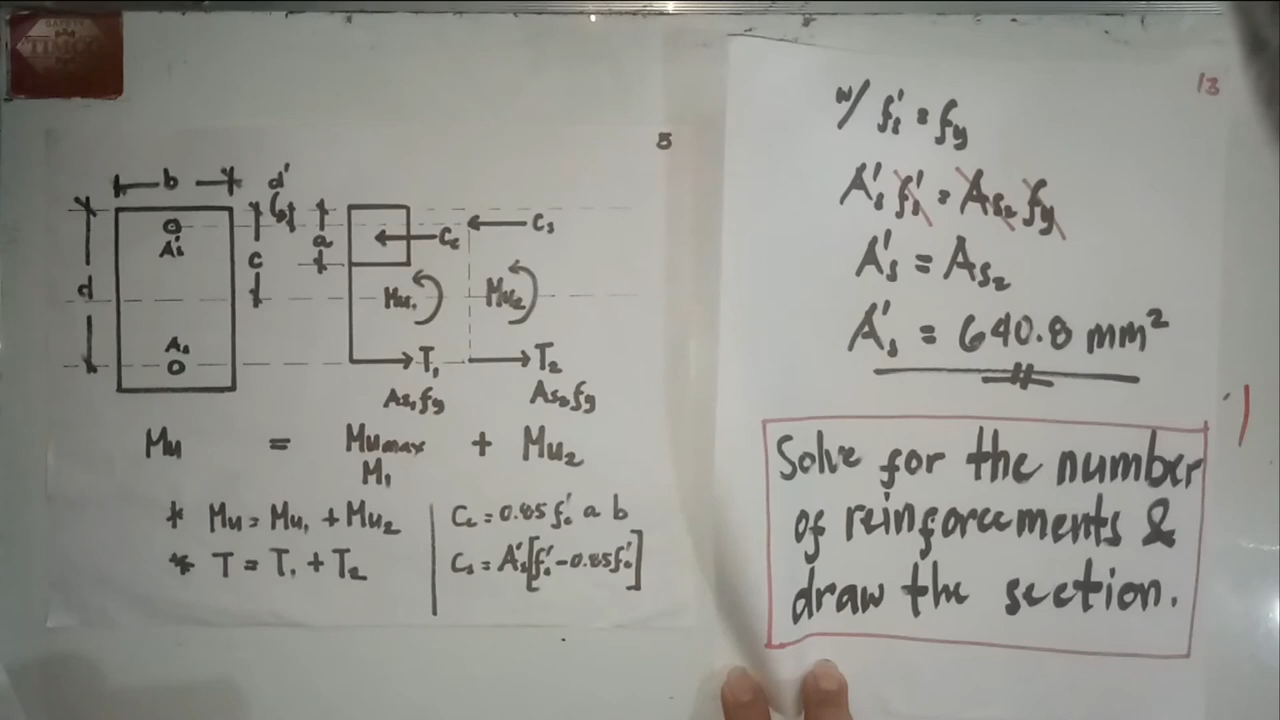 SAFETY
TIMCO
5
b
d'
a
c
d
A's
As
Cc
Cs
Mu1
Mu2
T1
T2
As1fy
As2fy
Mu = Mumax + Mu2
M1
* Mu = Mu1 + Mu2
* T = T1 + T2
Cc = 0.85 f'c a b
Cs = A's[f's - 0.85f'c]
13
w/ f's = fy
A's f's = As2 fy
A's = As2
A's = 640.8 mm²
Solve for the number
of reinforcements &
draw the section.